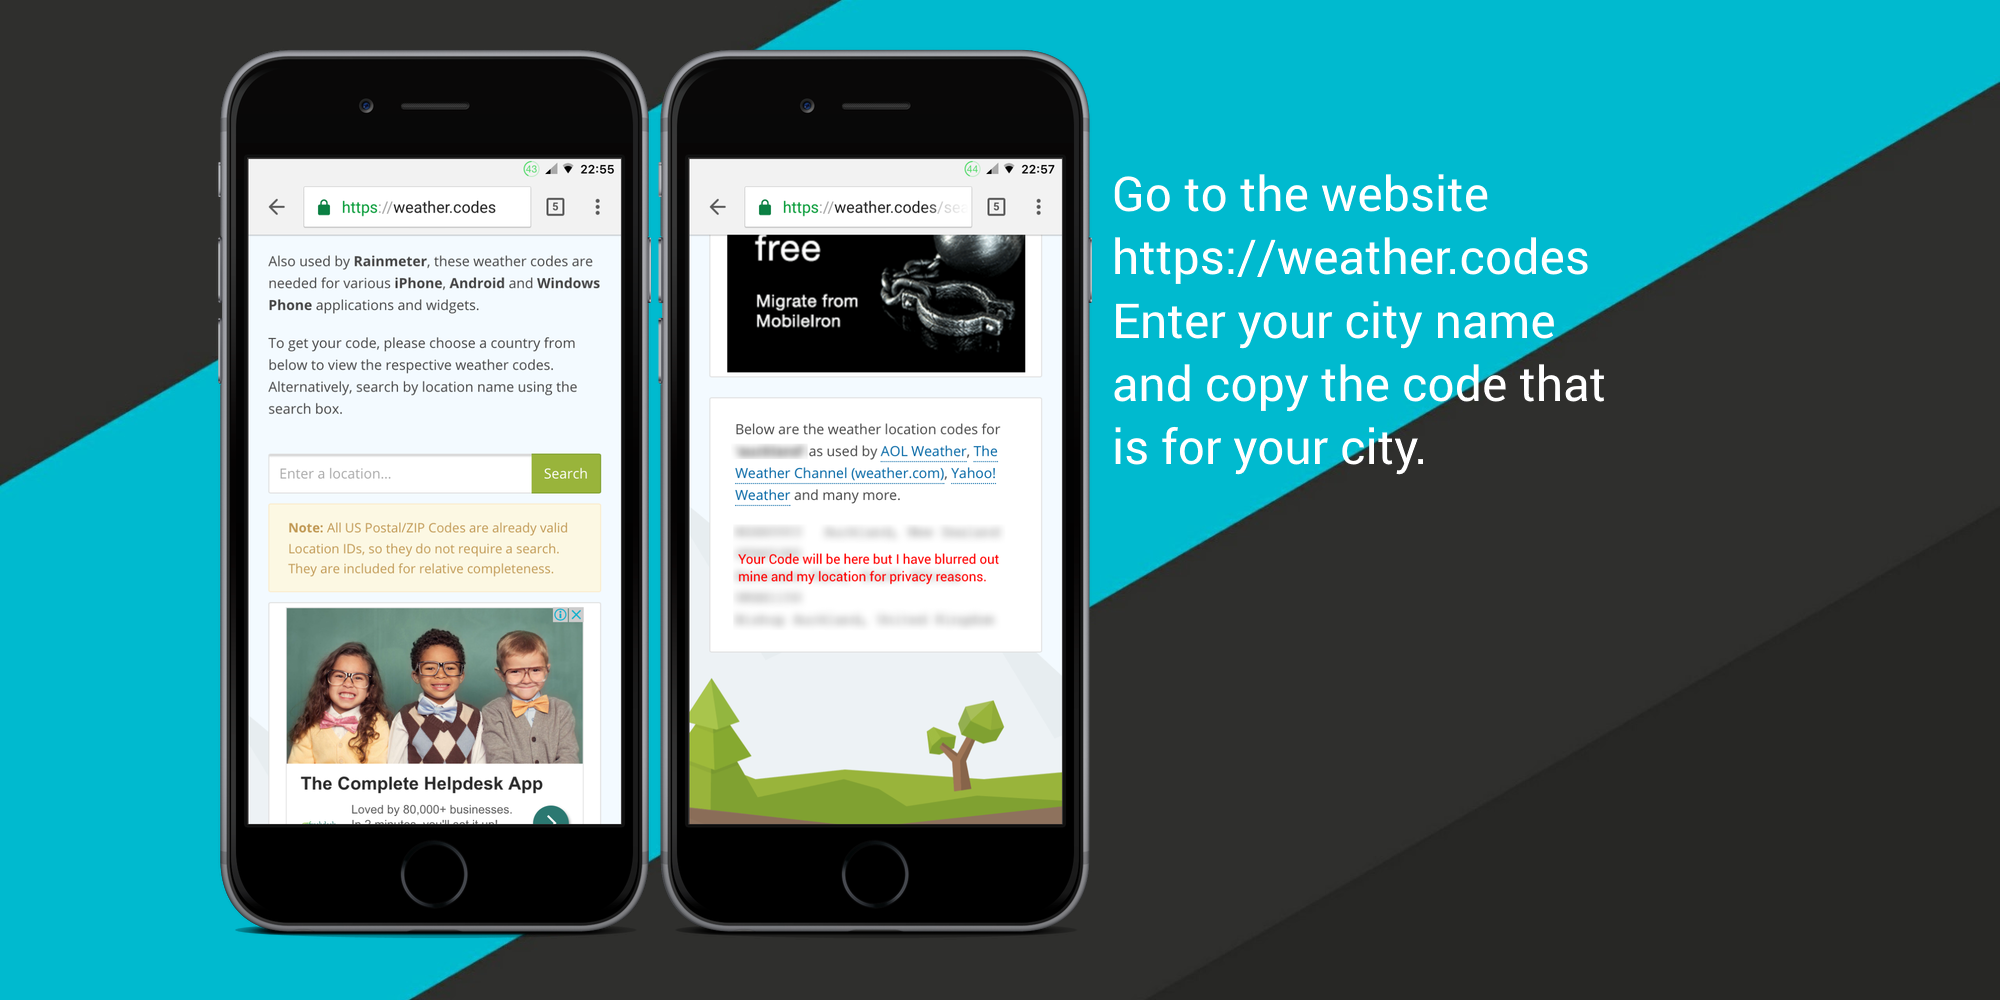 43 22:55
https://weather.codes 5
Also used by Rainmeter, these weather codes are
needed for various iPhone, Android and Windows
Phone applications and widgets.
To get your code, please choose a country from
below to view the respective weather codes.
Alternatively, search by location name using the
search box.
Enter a location... Search
Note: All US Postal/ZIP Codes are already valid
Location IDs, so they do not require a search.
They are included for relative completeness.
The Complete Helpdesk App
Loved by 80,000+ businesses.
44 22:57
https://weather.codes/sea 5
free
Migrate from
MobileIron
Below are the weather location codes for
as used by AOL Weather, The
Weather Channel (weather.com), Yahoo!
Weather and many more.
Your Code will be here but I have blurred out
mine and my location for privacy reasons.
Go to the website
https://weather.codes
Enter your city name
and copy the code that
is for your city.